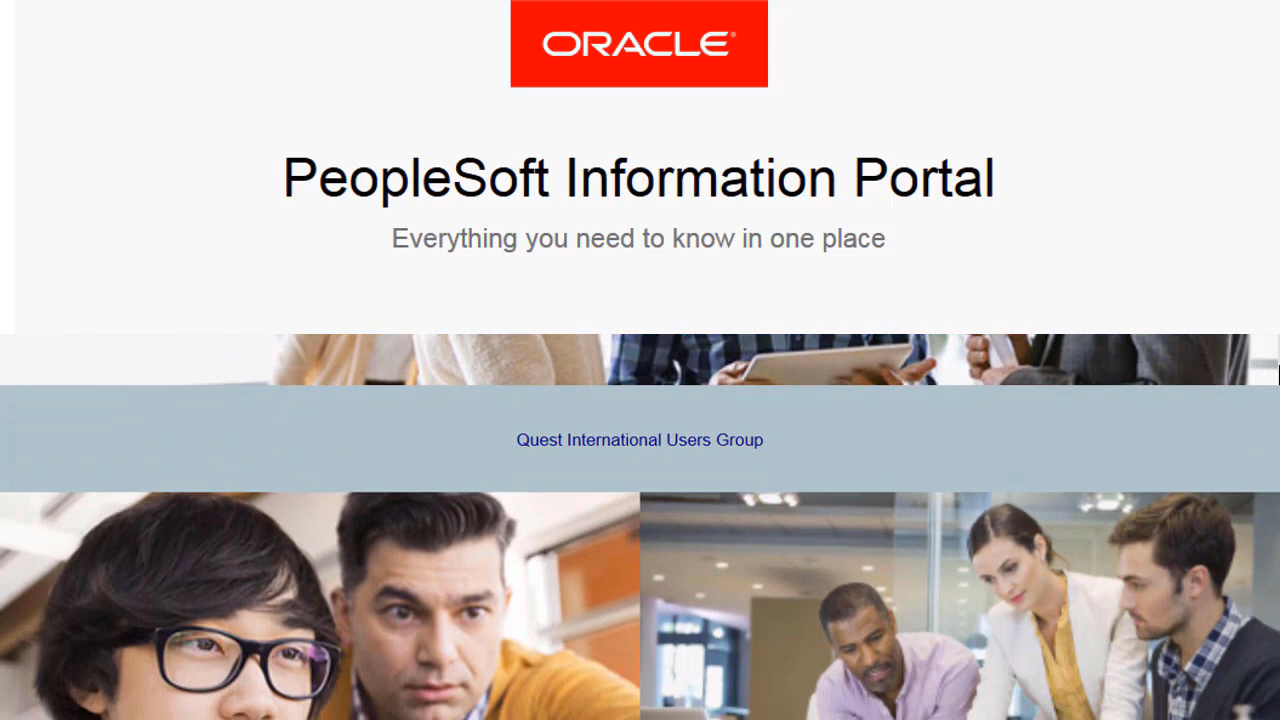 ORACLE®
PeopleSoft Information Portal
Everything you need to know in one place
Quest International Users Group